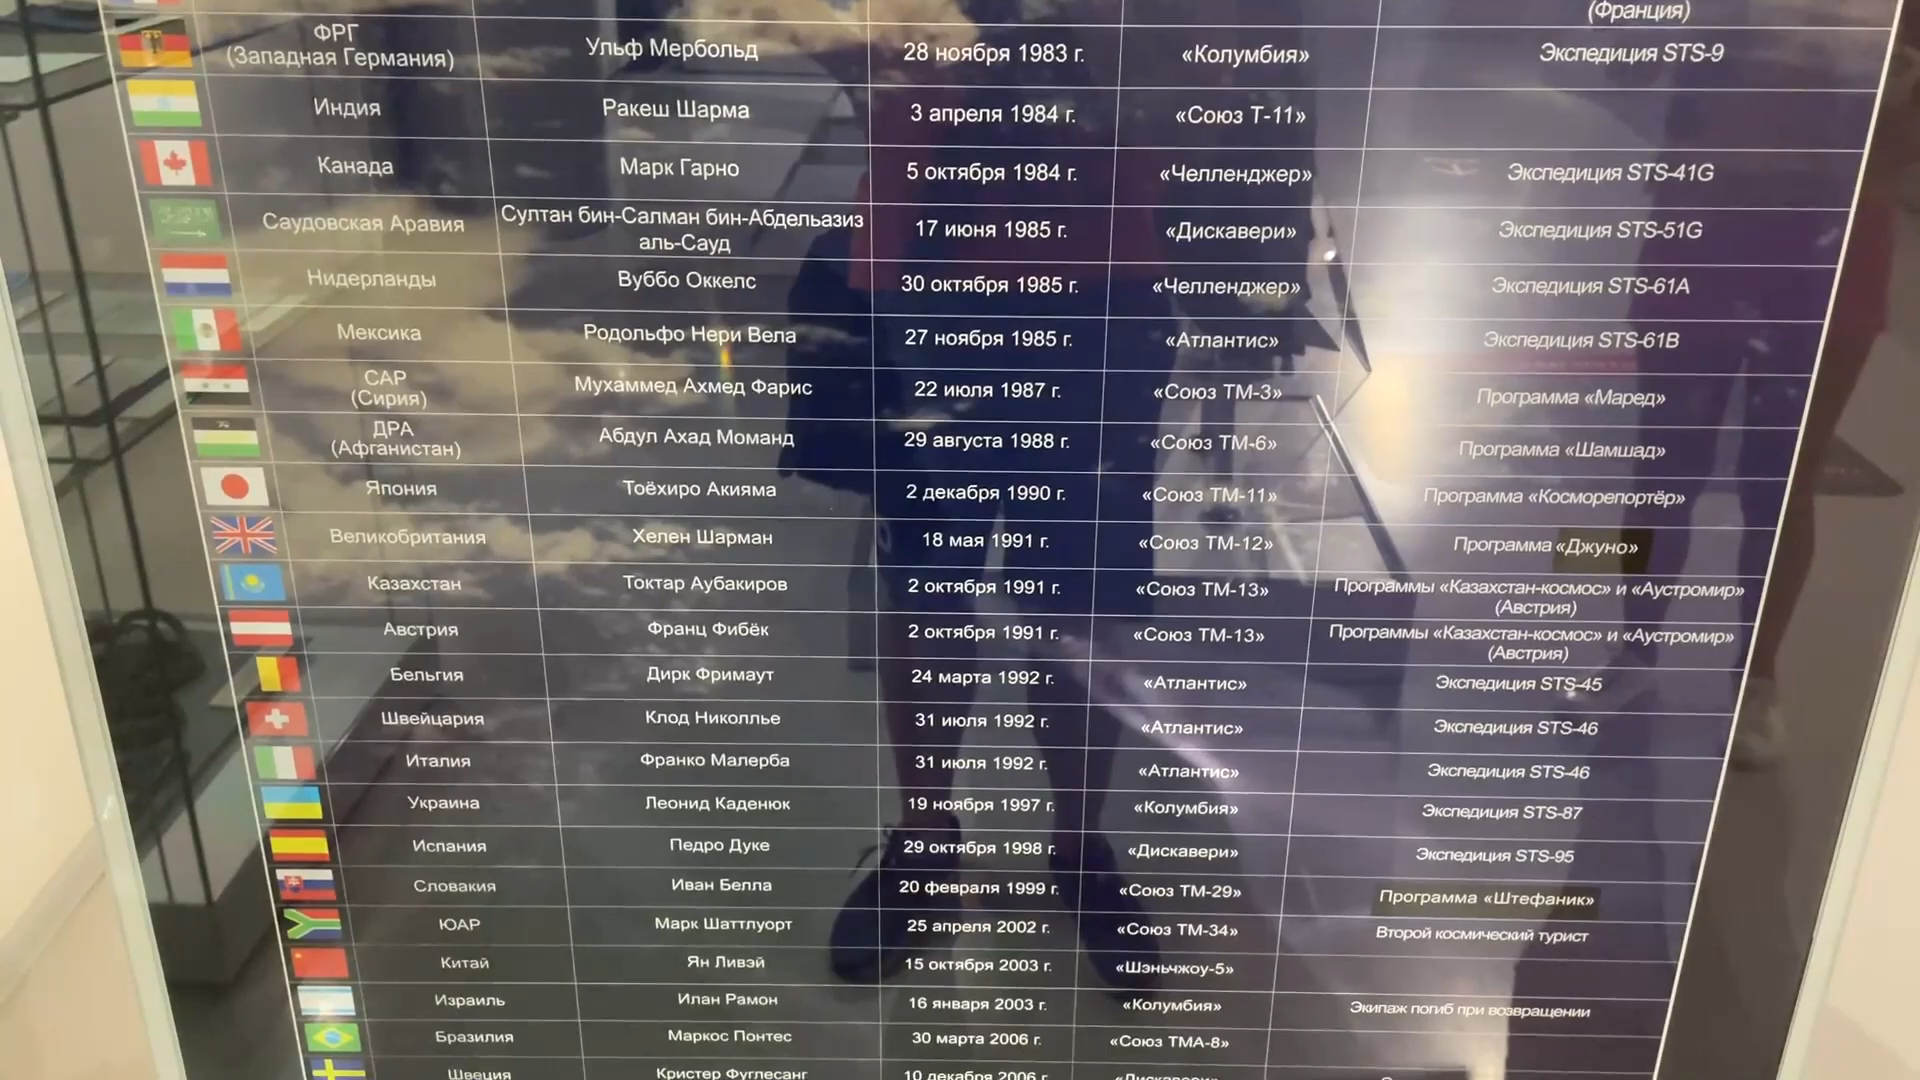 (Франция)
ФРГ
(Западная Германия)
Ульф Мербольд
28 ноября 1983 г.
«Колумбия»
Экспедиция STS-9
Индия
Ракеш Шарма
3 апреля 1984 г.
«Союз Т-11»
Канада
Марк Гарно
5 октября 1984 г.
«Челленджер»
Экспедиция STS-41G
Саудовская Аравия
Султан бин-Салман бин-Абдельазиз
аль-Сауд
17 июня 1985 г.
«Дискавери»
Экспедиция STS-51G
Нидерланды
Вуббо Оккелс
30 октября 1985 г.
«Челленджер»
Экспедиция STS-61A
Мексика
Родольфо Нери Вела
27 ноября 1985 г.
«Атлантис»
Экспедиция STS-61B
САР
(Сирия)
Мухаммед Ахмед Фарис
22 июля 1987 г.
«Союз ТМ-3»
Программа «Маред»
ДРА
(Афганистан)
Абдул Ахад Моманд
29 августа 1988 г.
«Союз ТМ-6»
Программа «Шамшад»
Япония
Тоёхиро Акияма
2 декабря 1990 г.
«Союз ТМ-11»
Программа «Косморепортёр»
Великобритания
Хелен Шарман
18 мая 1991 г.
«Союз ТМ-12»
Программа «Джуно»
Казахстан
Токтар Аубакиров
2 октября 1991 г.
«Союз ТМ-13»
Программы «Казахстан-космос» и «Аустромир»
(Австрия)
Австрия
Франц Фибёк
2 октября 1991 г.
«Союз ТМ-13»
Программы «Казахстан-космос» и «Аустромир»
(Австрия)
Бельгия
Дирк Фримаут
24 марта 1992 г.
«Атлантис»
Экспедиция STS-45
Швейцария
Клод Николлье
31 июля 1992 г.
«Атлантис»
Экспедиция STS-46
Италия
Франко Малерба
31 июля 1992 г.
«Атлантис»
Экспедиция STS-46
Украина
Леонид Каденюк
19 ноября 1997 г.
«Колумбия»
Экспедиция STS-87
Испания
Педро Дуке
29 октября 1998 г.
«Дискавери»
Экспедиция STS-95
Словакия
Иван Белла
20 февраля 1999 г.
«Союз ТМ-29»
Программа «Штефаник»
ЮАР
Марк Шаттлуорт
25 апреля 2002 г.
«Союз ТМ-34»
Второй космический турист
Китай
Ян Ливэй
15 октября 2003 г.
«Шэньчжоу-5»
Израиль
Илан Рамон
16 января 2003 г.
«Колумбия»
Экипаж погиб при возвращении
Бразилия
Маркос Понтес
30 марта 2006 г.
«Союз ТМА-8»
Швеция
Кристер Фуглесанг
10 декабря 2006 г.
«Дискавери»